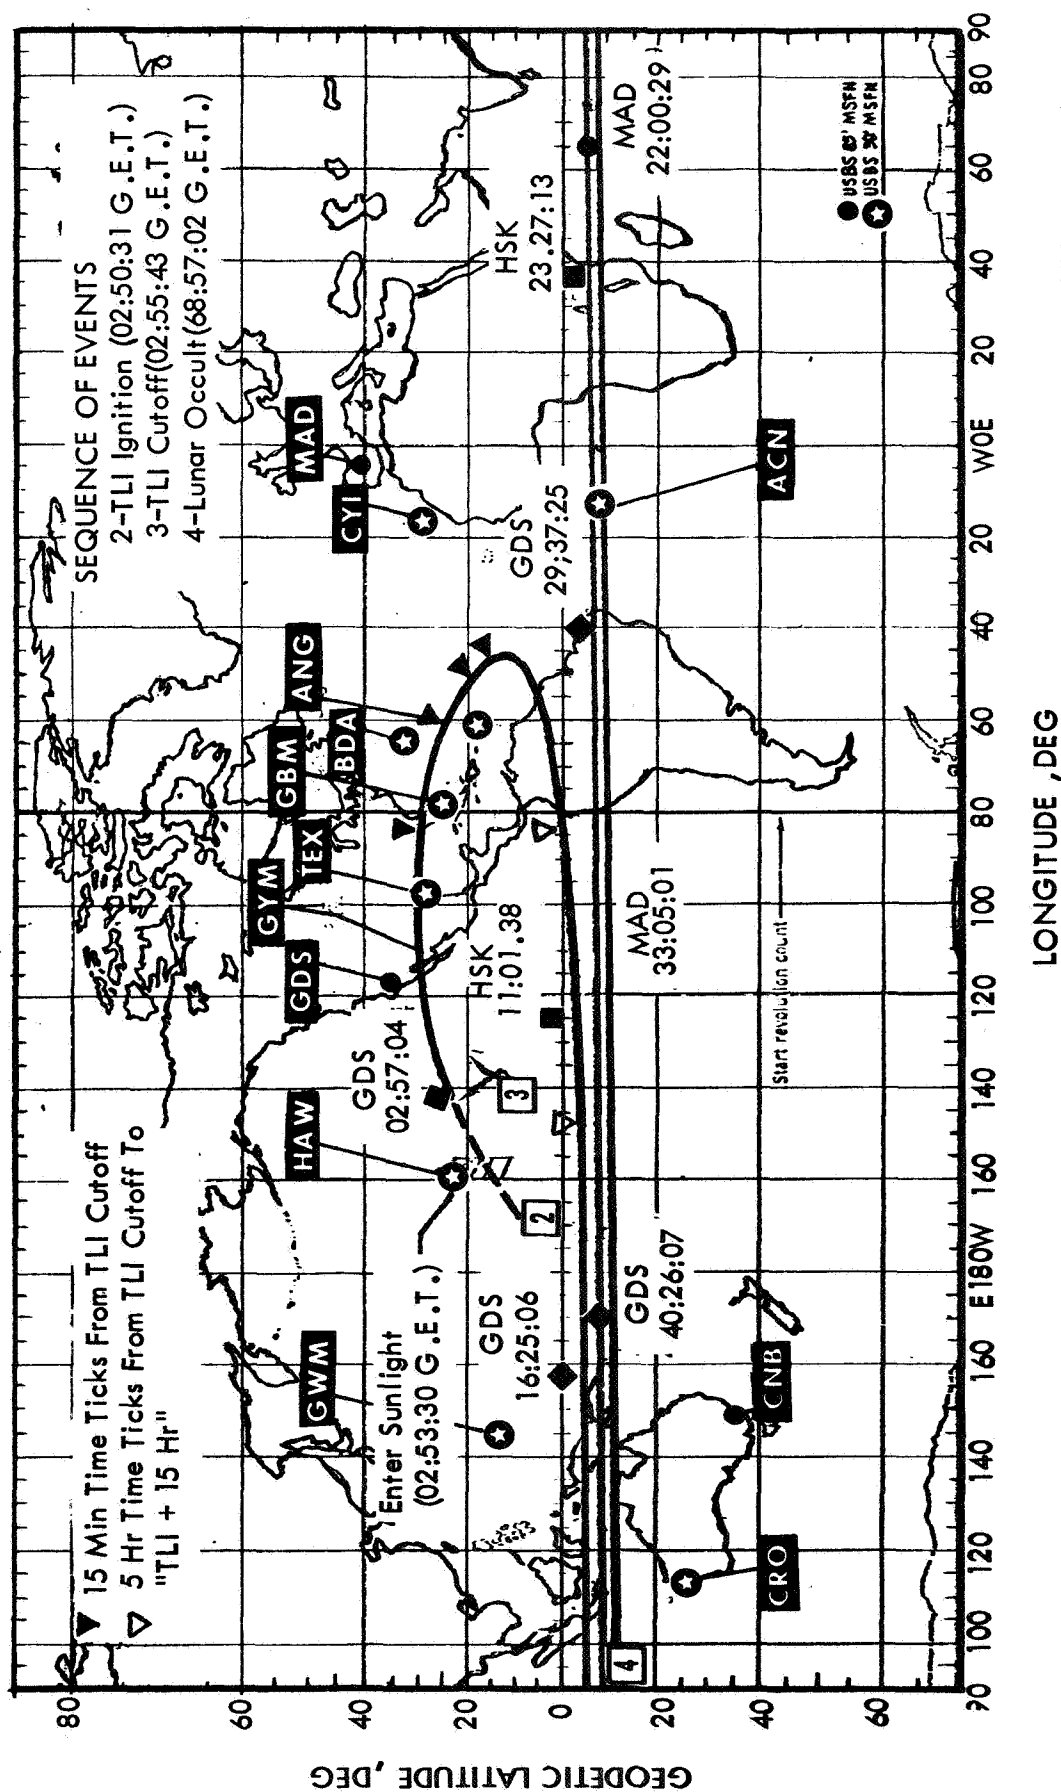 ▼ 15 Min Time Ticks From TLI Cutoff
▽ 5 Hr Time Ticks From TLI Cutoff To
"TLI + 15 Hr"
SEQUENCE OF EVENTS
2-TLI Ignition (02:50:31 G.E.T.)
3-TLI Cutoff(02:55:43 G.E.T.)
4-Lunar Occult(68:57:02 G.E.T.)
GWM
HAW
GDS
GYM
TEX
GBM
BDA
ANG
CYI
MAD
Enter Sunlight
(02:53:30 G.E.T.)
GDS
02:57:04
GDS
16:25:06
HSK
11:01.38
GDS
29;37:25
HSK
23.27:13
2
3
4
MAD
22:00:29
MAD
33:05:01
GDS
40:26:07
Start revolution count
CRO
CNB
ACN
USBS 85' MSFN
USBS 30' MSFN
80
60
40
20
0
20
40
60
GEODETIC LATITUDE, DEG
90 100 120 140 160 E180W 160 140 120 100 80 60 40 20 W0E 20 40 60 80 90
LONGITUDE ,DEG